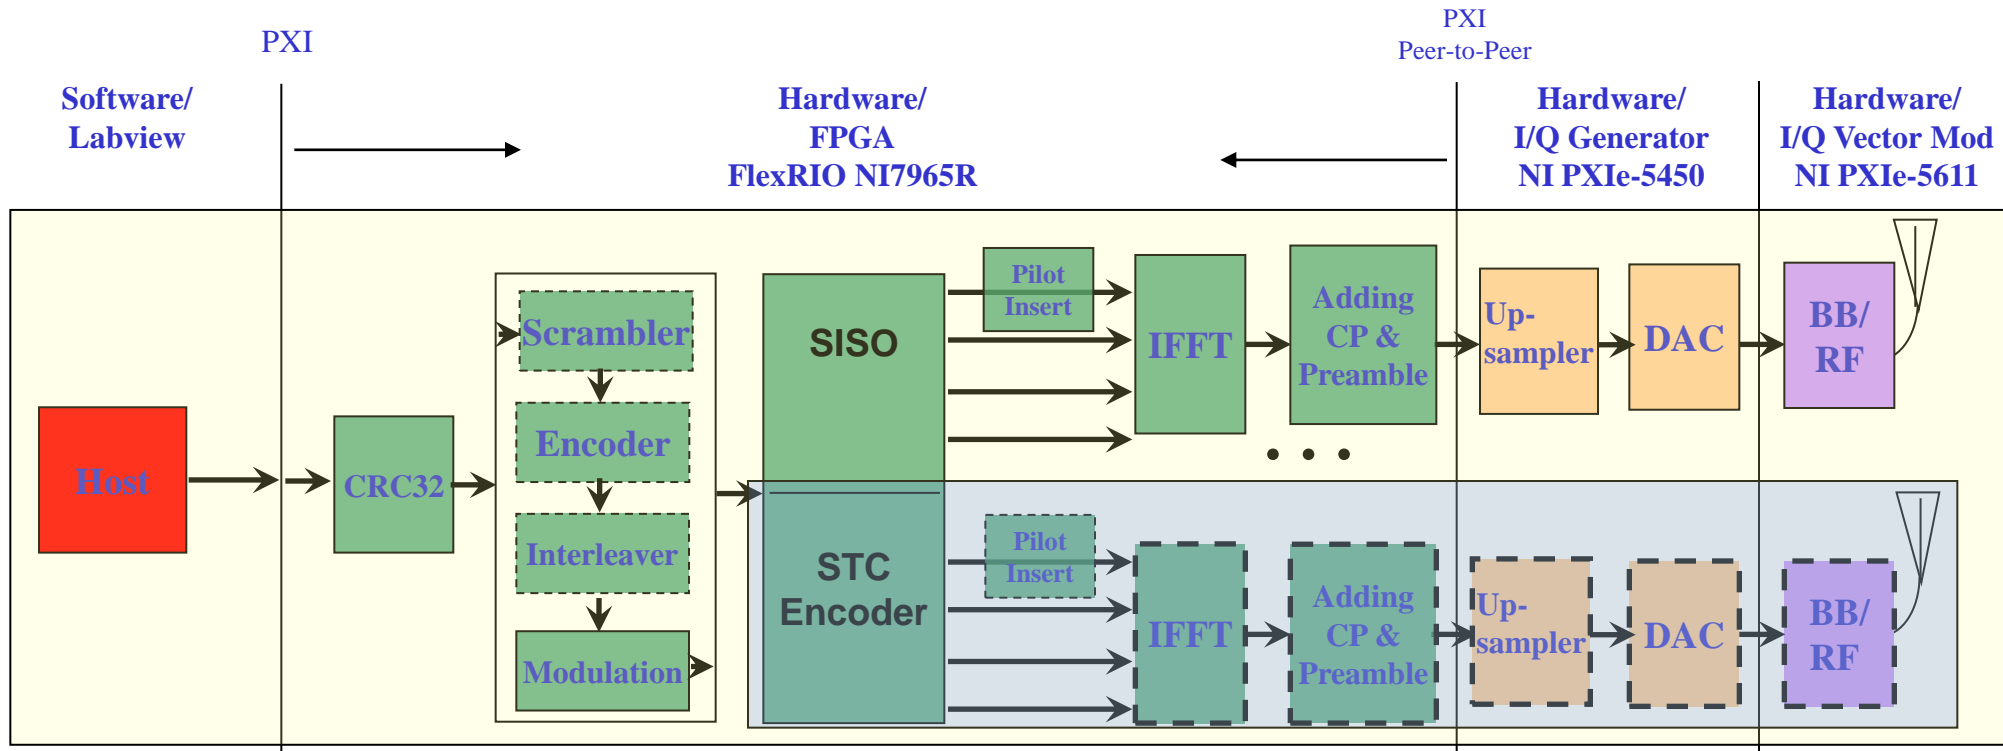 PXI
PXI
Peer-to-Peer
Software/
Labview
Hardware/
FPGA
FlexRIO NI7965R
Hardware/
I/Q Generator
NI PXIe-5450
Hardware/
I/Q Vector Mod
NI PXIe-5611
Host
CRC32
Scrambler
Encoder
Interleaver
Modulation
SISO
Pilot
Insert
IFFT
Adding
CP &
Preamble
Up-
sampler
DAC
BB/
RF
STC
Encoder
Pilot
Insert
IFFT
Adding
CP &
Preamble
Up-
sampler
DAC
BB/
RF